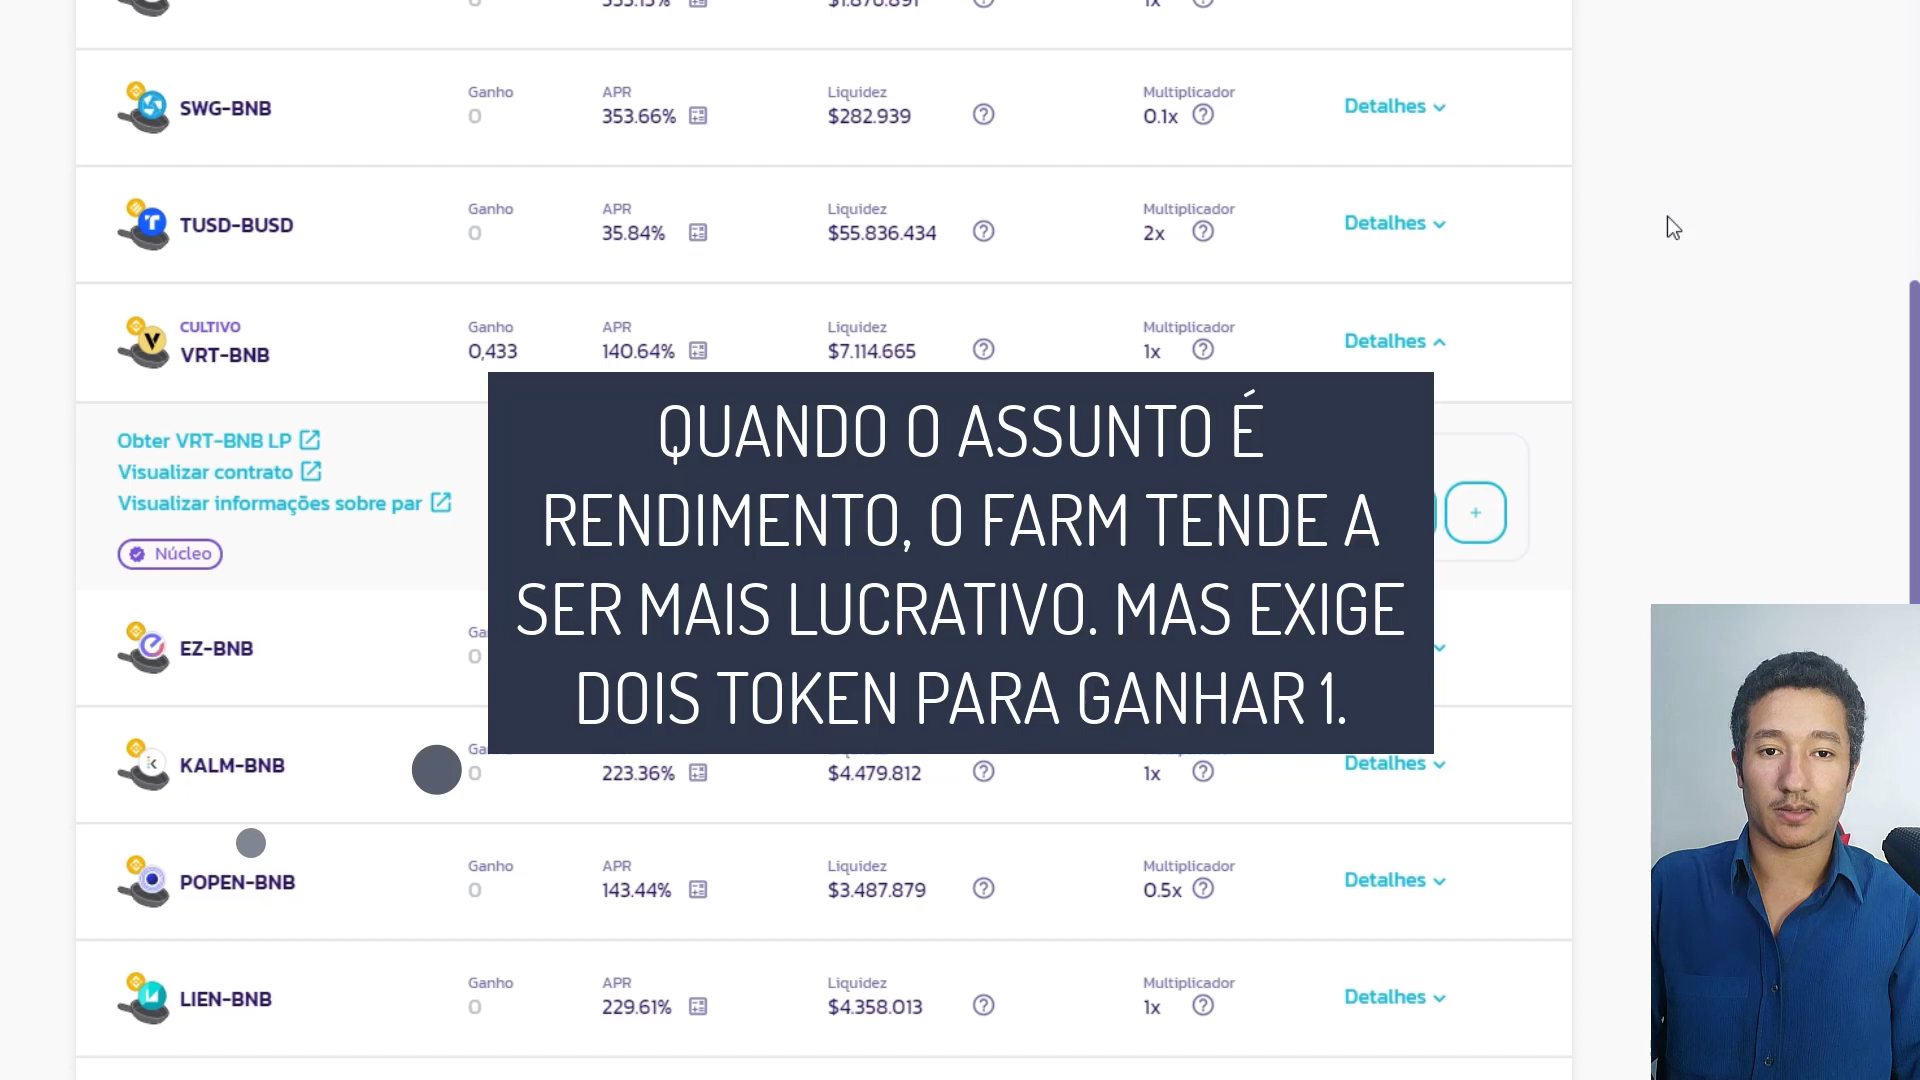 SWG-BNB
Ganho
0
APR
353.66%
Liquidez
$282.939
Multiplicador
0.1x
Detalhes
TUSD-BUSD
Ganho
0
APR
35.84%
Liquidez
$55.836.434
Multiplicador
2x
Detalhes
CULTIVO
VRT-BNB
Ganho
0,433
APR
140.64%
Liquidez
$7.114.665
Multiplicador
1x
Detalhes
Obter VRT-BNB LP
Visualizar contrato
Visualizar informações sobre par
Núcleo
+
QUANDO O ASSUNTO É
RENDIMENTO, O FARM TENDE A
SER MAIS LUCRATIVO. MAS EXIGE
DOIS TOKEN PARA GANHAR 1.
EZ-BNB
0
KALM-BNB
0
223.36%
$4.479.812
1x
Detalhes
POPEN-BNB
Ganho
0
APR
143.44%
Liquidez
$3.487.879
Multiplicador
0.5x
Detalhes
LIEN-BNB
Ganho
0
APR
229.61%
Liquidez
$4.358.013
Multiplicador
1x
Detalhes